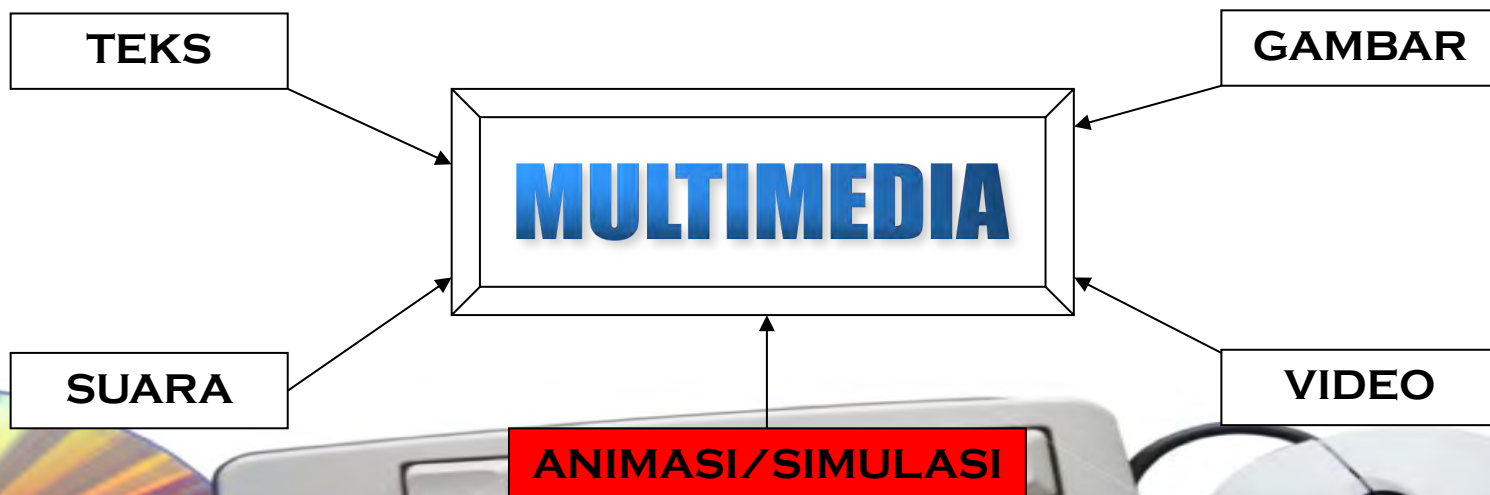 TEKS
GAMBAR
MULTIMEDIA
SUARA
VIDEO
ANIMASI/SIMULASI